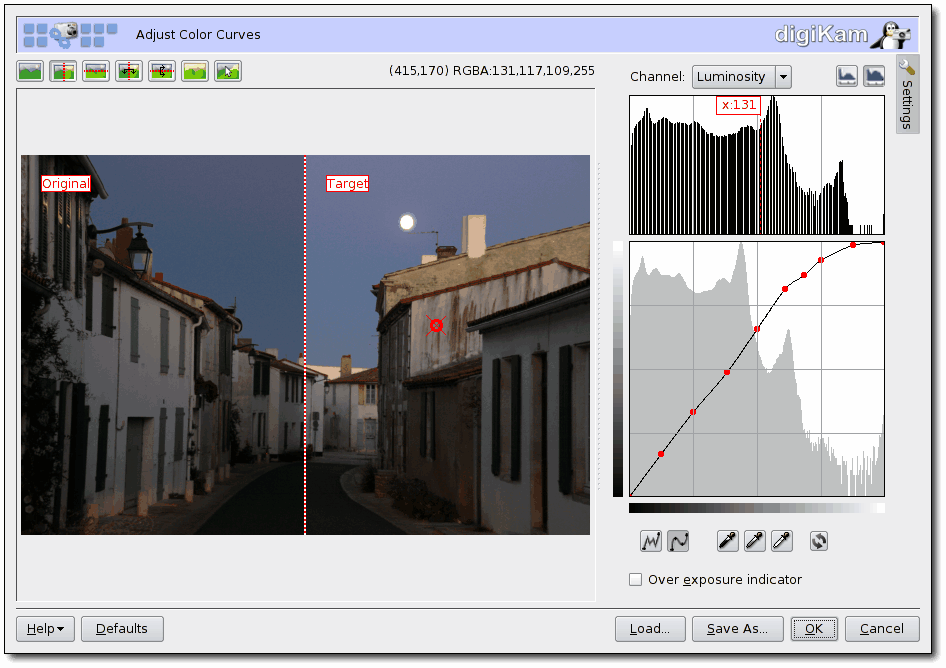 Adjust Color Curves
digiKam
(415,170) RGBA:131,117,109,255
Channel: Luminosity
Settings
x:131
Original
Target
Over exposure indicator
Help
Defaults
Load...
Save As...
OK
Cancel